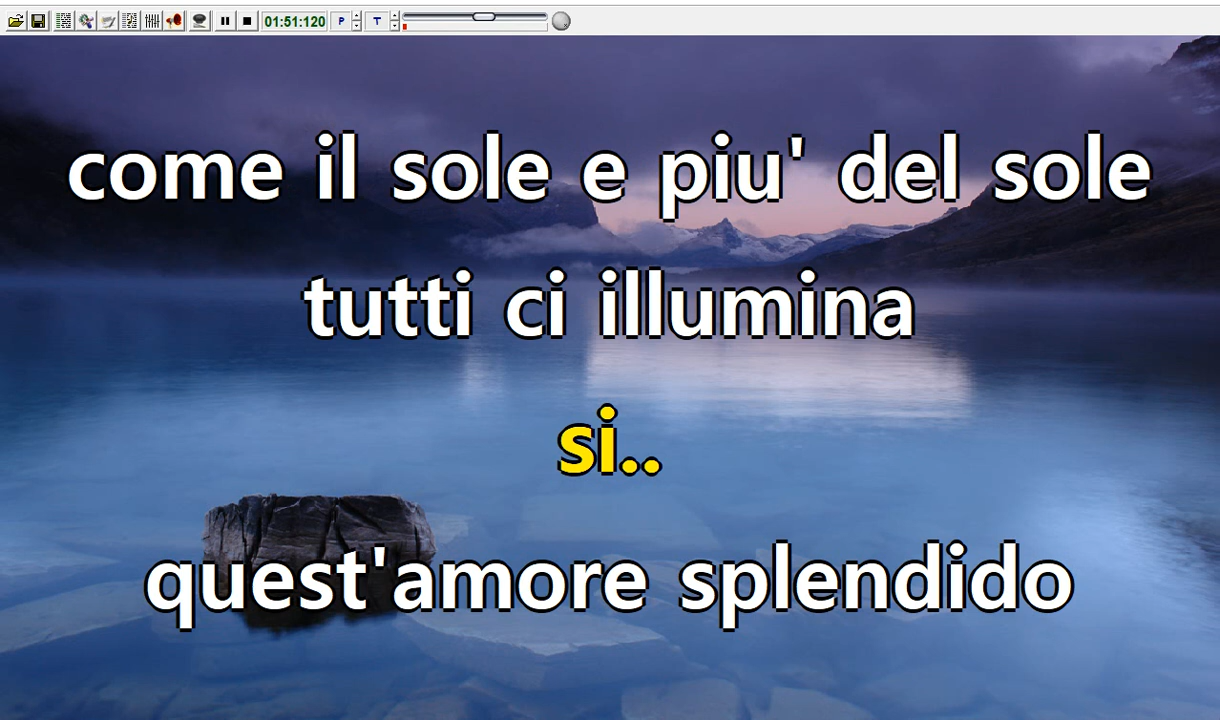 01:51:120 P T
come il sole e piu' del sole
tutti ci illumina
si..
quest'amore splendido